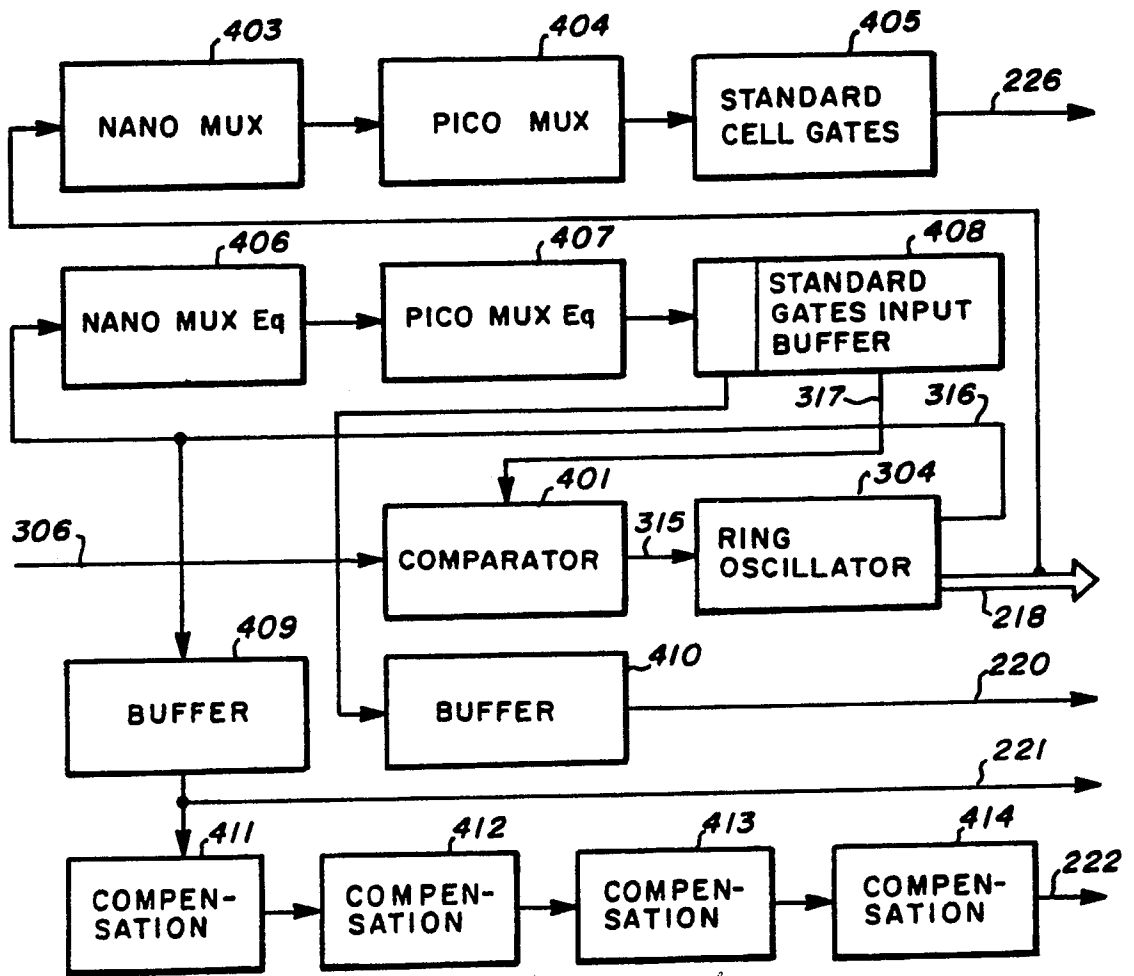 403
404
405
NANO MUX
PICO MUX
STANDARD
CELL GATES
226
406
407
408
NANO MUX Eq
PICO MUX Eq
STANDARD
GATES INPUT
BUFFER
317
316
401
304
306
COMPARATOR
315
RING
OSCILLATOR
218
409
410
BUFFER
BUFFER
220
221
411
412
413
414
COMPEN-
SATION
COMPEN-
SATION
COMPEN-
SATION
COMPEN-
SATION
222